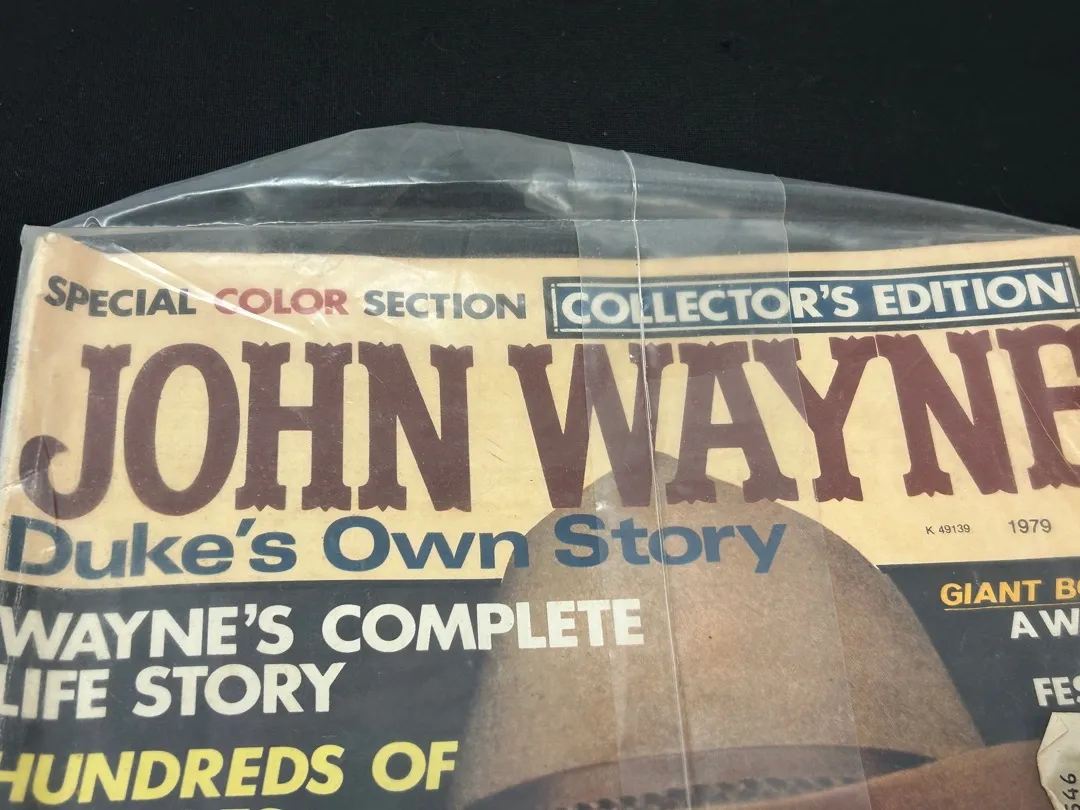 SPECIAL COLOR SECTION
COLLECTOR'S EDITION
JOHN WAYNE
Duke's Own Story
K 49139 1979
WAYNE'S COMPLETE
LIFE STORY
HUNDREDS OF
GIANT
A